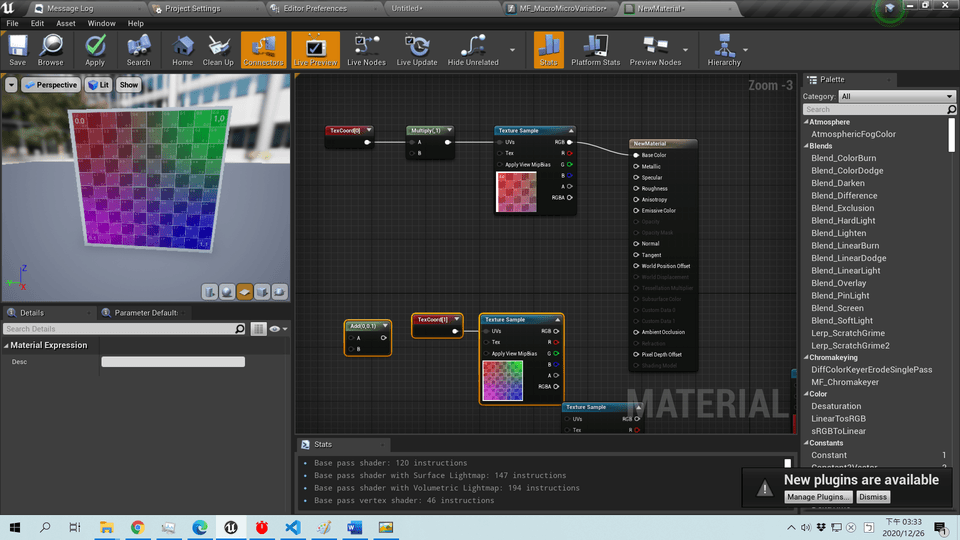 Message Log
Project Settings
Editor Preferences
Untitled•
MF_MacroMicroVariation•
NewMaterial•
File Edit Asset Window Help
Save
Browse
Apply
Search
Home
Clean Up
Connectors
Live Preview
Live Nodes
Live Update
Hide Unrelated
Stats
Platform Stats
Preview Nodes
Hierarchy
Perspective
Lit
Show
0,0
1,0
1,1
Z
Y
X
Zoom -3
TexCoord[0]
Multiply(,1)
A
B
Texture Sample
UVs
RGB
Tex
R
Apply View MipBias
G
B
A
RGBA
NewMaterial
Base Color
Metallic
Specular
Roughness
Anisotropy
Emissive Color
Opacity
Opacity Mask
Normal
Tangent
World Position Offset
World Displacement
Tessellation Multiplier
Subsurface Color
Custom Data 0
Custom Data 1
Ambient Occlusion
Refraction
Pixel Depth Offset
Shading Model
Add(0,0.1)
A
B
TexCoord[1]
Texture Sample
UVs
RGB
Tex
R
Apply View MipBias
G
B
A
RGBA
Texture Sample
UVs
RGB
Tex
R
MATERIAL
Details
Parameter Default:
Search Details
Material Expression
Desc
Stats
Base pass shader: 120 instructions
Base pass shader with Surface Lightmap: 147 instructions
Base pass shader with Volumetric Lightmap: 194 instructions
Base pass vertex shader: 46 instructions
Palette
Category: All
Search
Atmosphere
AtmosphericFogColor
Blends
Blend_ColorBurn
Blend_ColorDodge
Blend_Darken
Blend_Difference
Blend_Exclusion
Blend_HardLight
Blend_Lighten
Blend_LinearBurn
Blend_LinearDodge
Blend_LinearLight
Blend_Overlay
Blend_PinLight
Blend_Screen
Blend_SoftLight
Lerp_Scratch
Lerp_ScratchGrime
Lerp_ScratchGrime2
Chromakeying
DiffColorKeyerErodeSinglePass
MF_Chromakeyer
Color
Desaturation
LinearTosRGB
sRGBToLinear
Constants
Constant 1
Constant2Vector
New plugins are available
Manage Plugins...
Dismiss
下午 03:33
2020/12/26
1